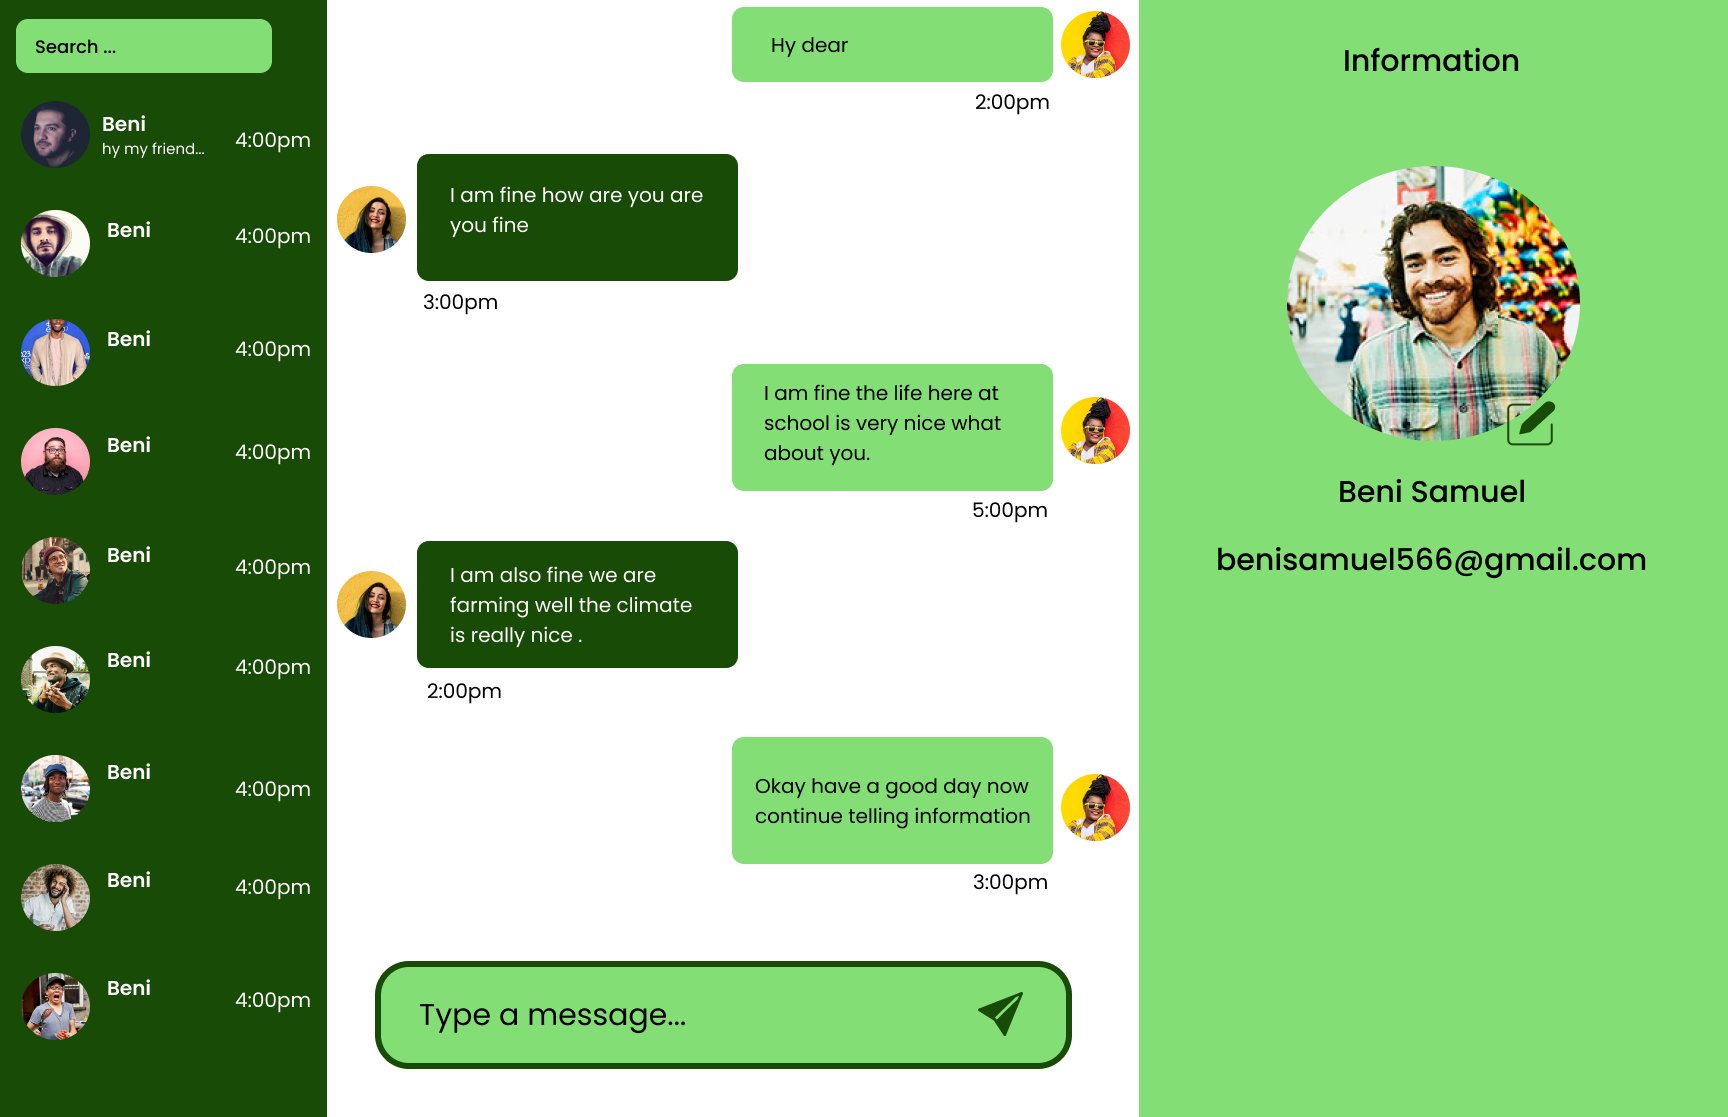 Search ...
Beni
hy my friend...
4:00pm
Beni
4:00pm
Beni
4:00pm
Beni
4:00pm
Beni
4:00pm
Beni
4:00pm
Beni
4:00pm
Beni
4:00pm
Beni
4:00pm
Hy dear
2:00pm
I am fine how are you are
you fine
3:00pm
I am fine the life here at
school is very nice what
about you.
5:00pm
I am also fine we are
farming well the climate
is really nice .
2:00pm
Okay have a good day now
continue telling information
3:00pm
Type a message...
Information
Beni Samuel
benisamuel566@gmail.com